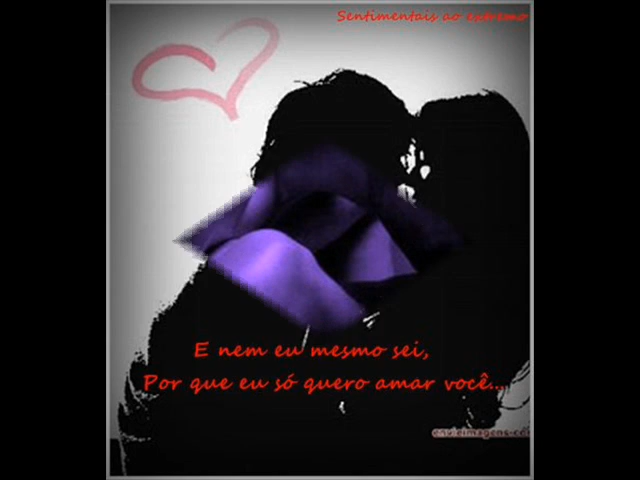 Sentimentais ao extremo
E nem eu mesmo sei,
Por que eu só quero amar você...